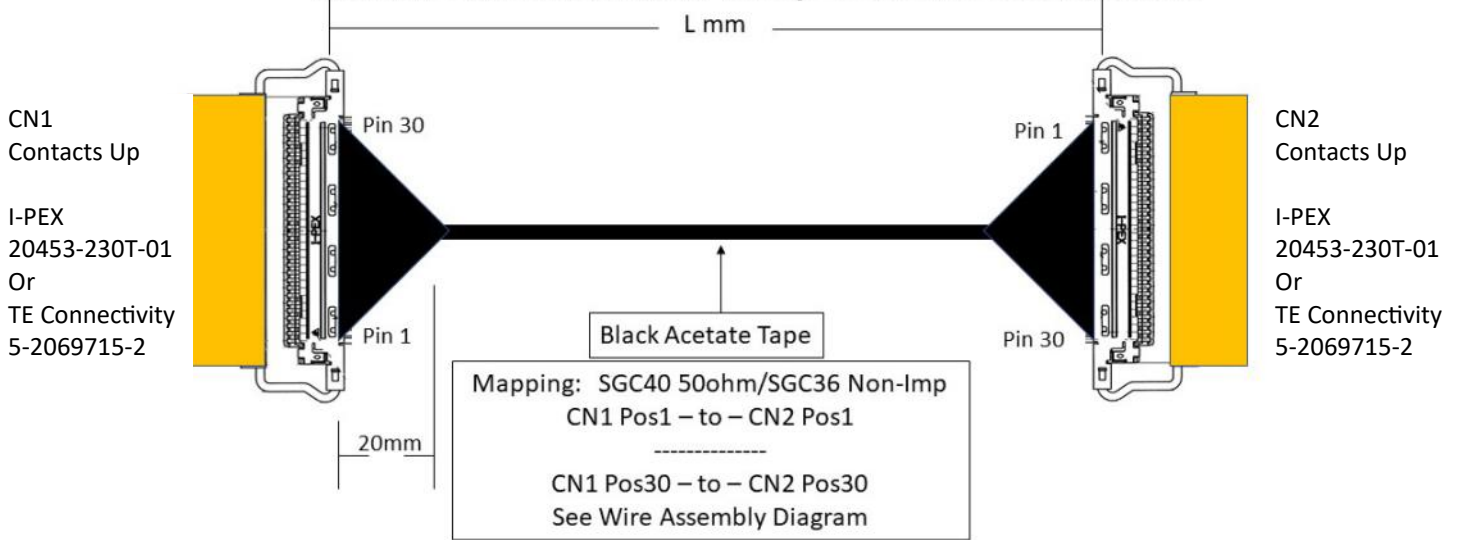 L mm
CN1
Contacts Up
I-PEX
20453-230T-01
Or
TE Connectivity
5-2069715-2
Pin 30
I-PEX
Pin 1
20mm
Black Acetate Tape
Mapping: SGC40 50ohm/SGC36 Non-Imp
CN1 Pos1 – to – CN2 Pos1
--------------
CN1 Pos30 – to – CN2 Pos30
See Wire Assembly Diagram
Pin 1
I-PEX
Pin 30
CN2
Contacts Up
I-PEX
20453-230T-01
Or
TE Connectivity
5-2069715-2